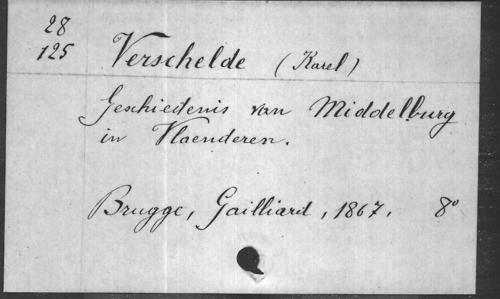 28
125
Verschelde (Karel)
Geschiedenis van Middelburg
in Vlaenderen.
Brugge, Gailliard, 1867. 8°